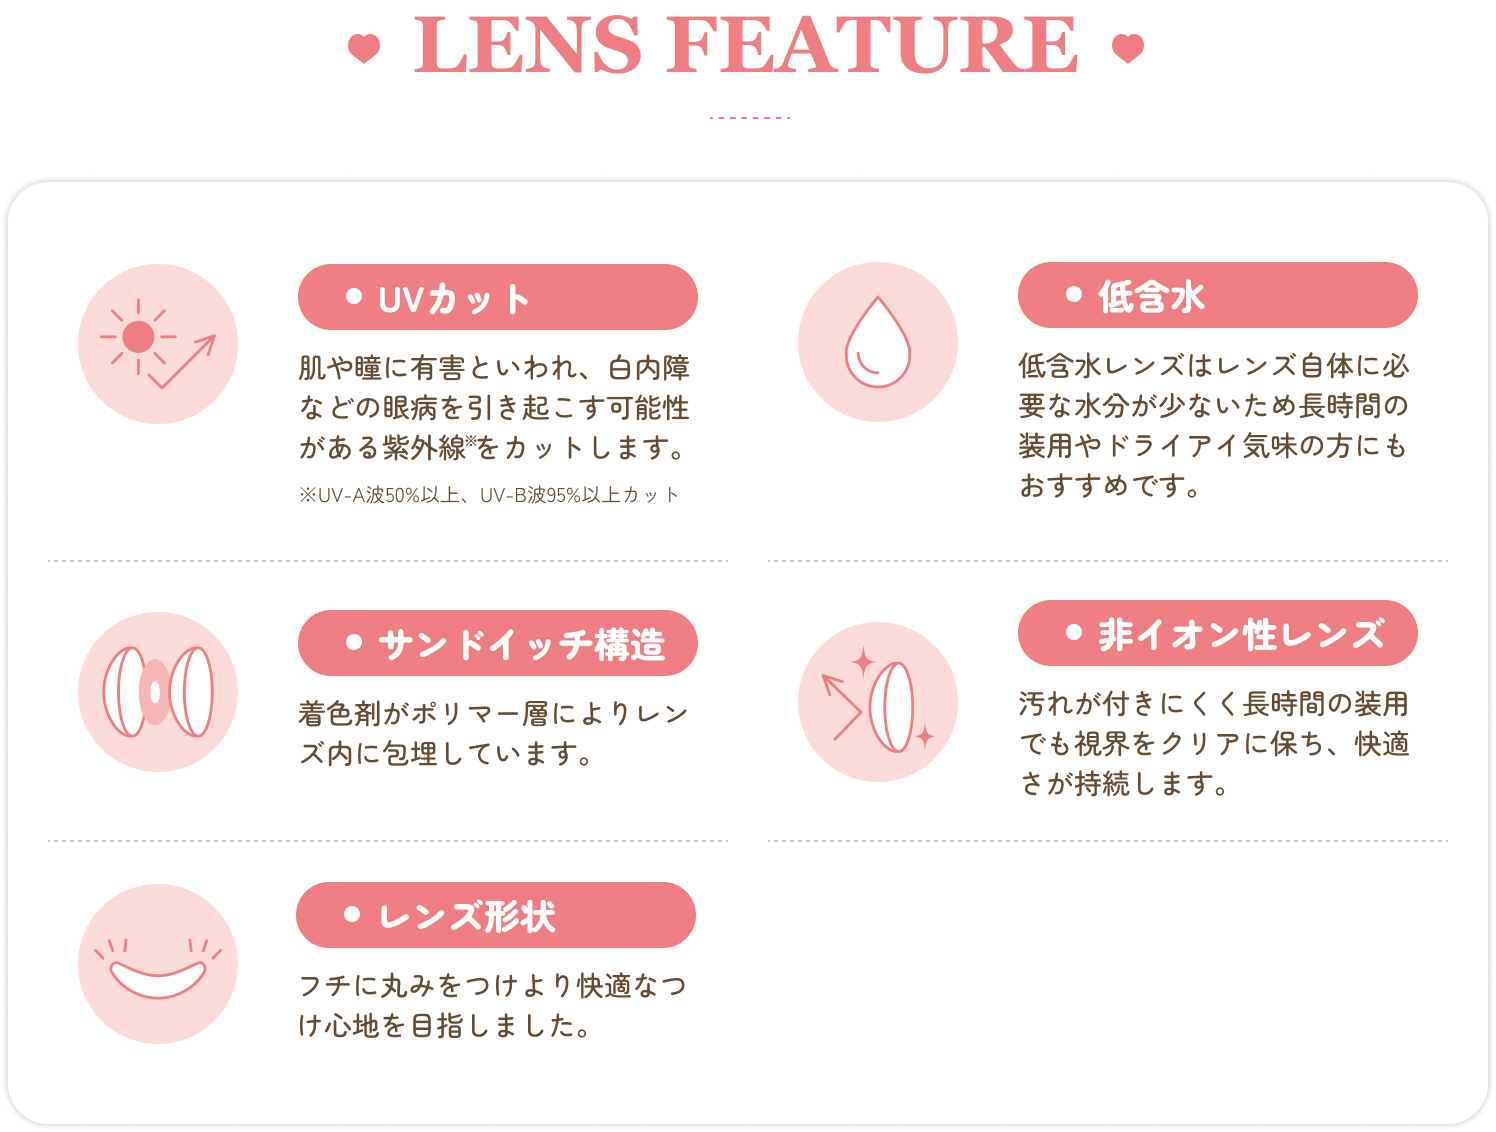 LENS FEATURE
UVカット
肌や瞳に有害といわれ、白内障
などの眼病を引き起こす可能性
がある紫外線※をカットします。
※UV-A波50%以上、UV-B波95%以上カット
低含水
低含水レンズはレンズ自体に必
要な水分が少ないため長時間の
装用やドライアイ気味の方にも
おすすめです。
サンドイッチ構造
着色剤がポリマー層によりレン
ズ内に包埋しています。
非イオン性レンズ
汚れが付きにくく長時間の装用
でも視界をクリアに保ち、快適
さが持続します。
レンズ形状
フチに丸みをつけより快適なつ
け心地を目指しました。